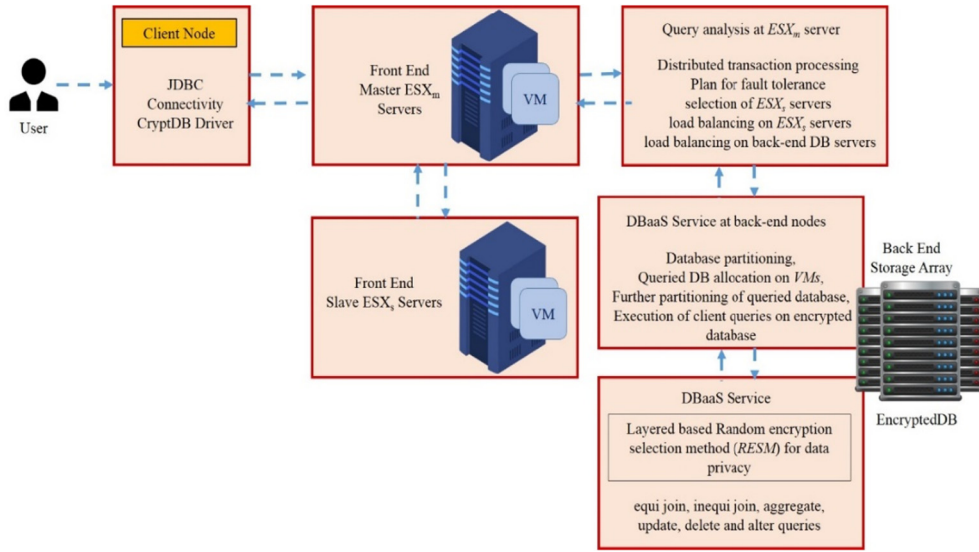 User
Client Node
JDBC
Connectivity
CryptDB Driver
Front End
Master ESXm
Servers
VM
Query analysis at ESXm server
Distributed transaction processing
Plan for fault tolerance
selection of ESXs servers
load balancing on ESXs servers
load balancing on back-end DB servers
Front End
Slave ESXs Servers
VM
DBaaS Service at back-end nodes
Database partitioning,
Queried DB allocation on VMs,
Further partitioning of queried database,
Execution of client queries on encrypted
database
Back End
Storage Array
EncryptedDB
DBaaS Service
Layered based Random encryption
selection method (RESM) for data
privacy
equi join, inequi join, aggregate,
update, delete and alter queries